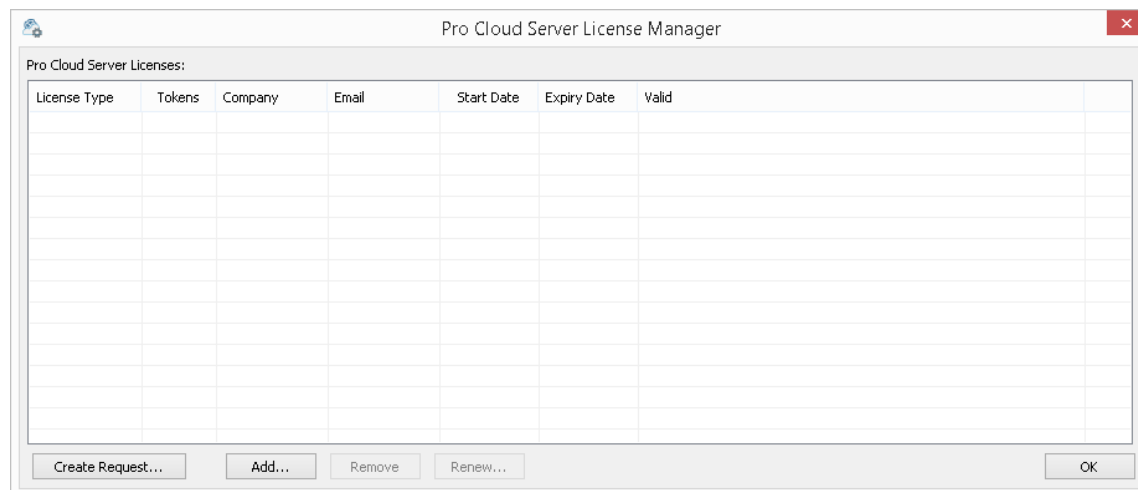 Pro Cloud Server License Manager
Pro Cloud Server Licenses:
License Type Tokens Company Email Start Date Expiry Date Valid
Create Request... Add... Remove Renew... OK